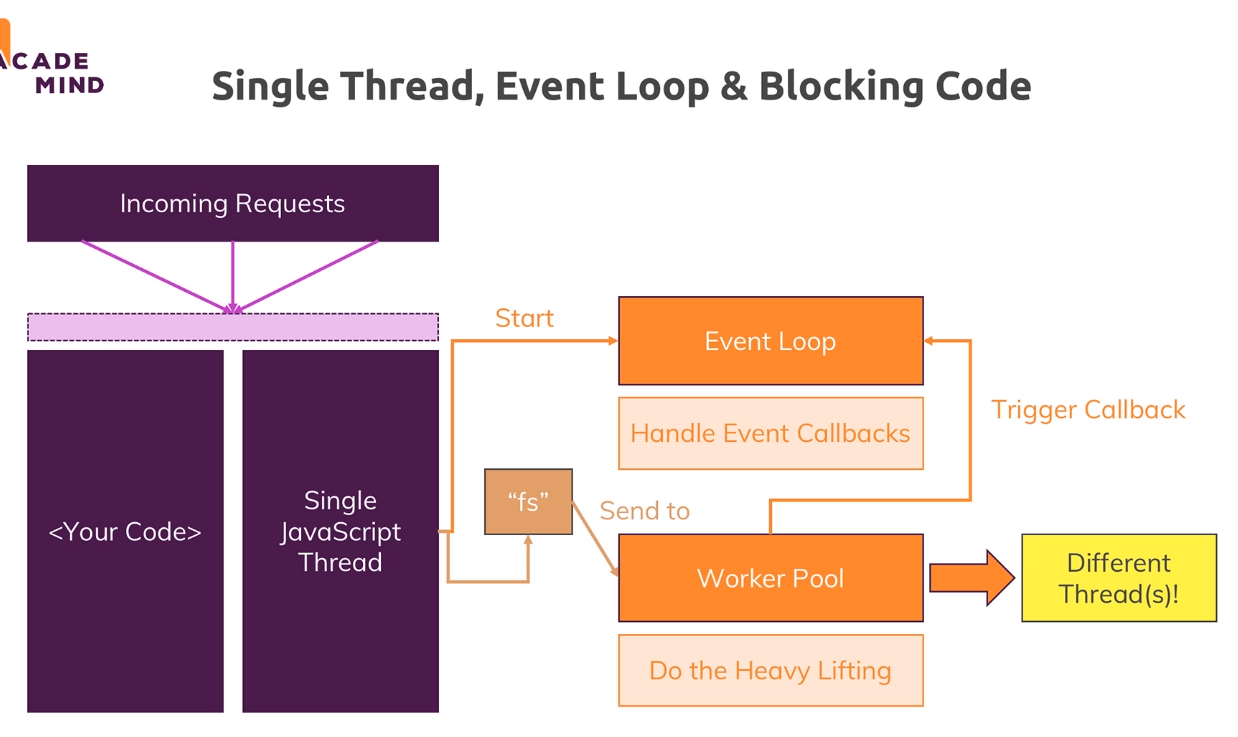 ACADE
MIND
Single Thread, Event Loop & Blocking Code
Incoming Requests
Start
Event Loop
Trigger Callback
Handle Event Callbacks
<Your Code>
Single
JavaScript
Thread
“fs”
Send to
Worker Pool
Different
Thread(s)!
Do the Heavy Lifting